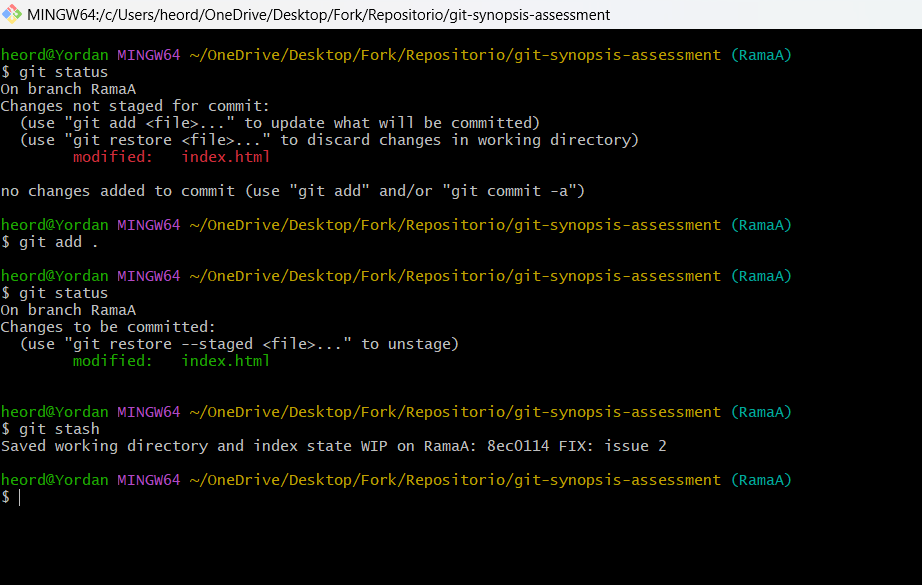 MINGW64:/c/Users/heord/OneDrive/Desktop/Fork/Repositorio/git-synopsis-assessment
heord@Yordan MINGW64 ~/OneDrive/Desktop/Fork/Repositorio/git-synopsis-assessment (RamaA)
$ git status
On branch RamaA
Changes not staged for commit:
  (use "git add <file>..." to update what will be committed)
  (use "git restore <file>..." to discard changes in working directory)
        modified:   index.html
no changes added to commit (use "git add" and/or "git commit -a")
heord@Yordan MINGW64 ~/OneDrive/Desktop/Fork/Repositorio/git-synopsis-assessment (RamaA)
$ git add .
heord@Yordan MINGW64 ~/OneDrive/Desktop/Fork/Repositorio/git-synopsis-assessment (RamaA)
$ git status
On branch RamaA
Changes to be committed:
  (use "git restore --staged <file>..." to unstage)
        modified:   index.html
heord@Yordan MINGW64 ~/OneDrive/Desktop/Fork/Repositorio/git-synopsis-assessment (RamaA)
$ git stash
Saved working directory and index state WIP on RamaA: 8ec0114 FIX: issue 2
heord@Yordan MINGW64 ~/OneDrive/Desktop/Fork/Repositorio/git-synopsis-assessment (RamaA)
$